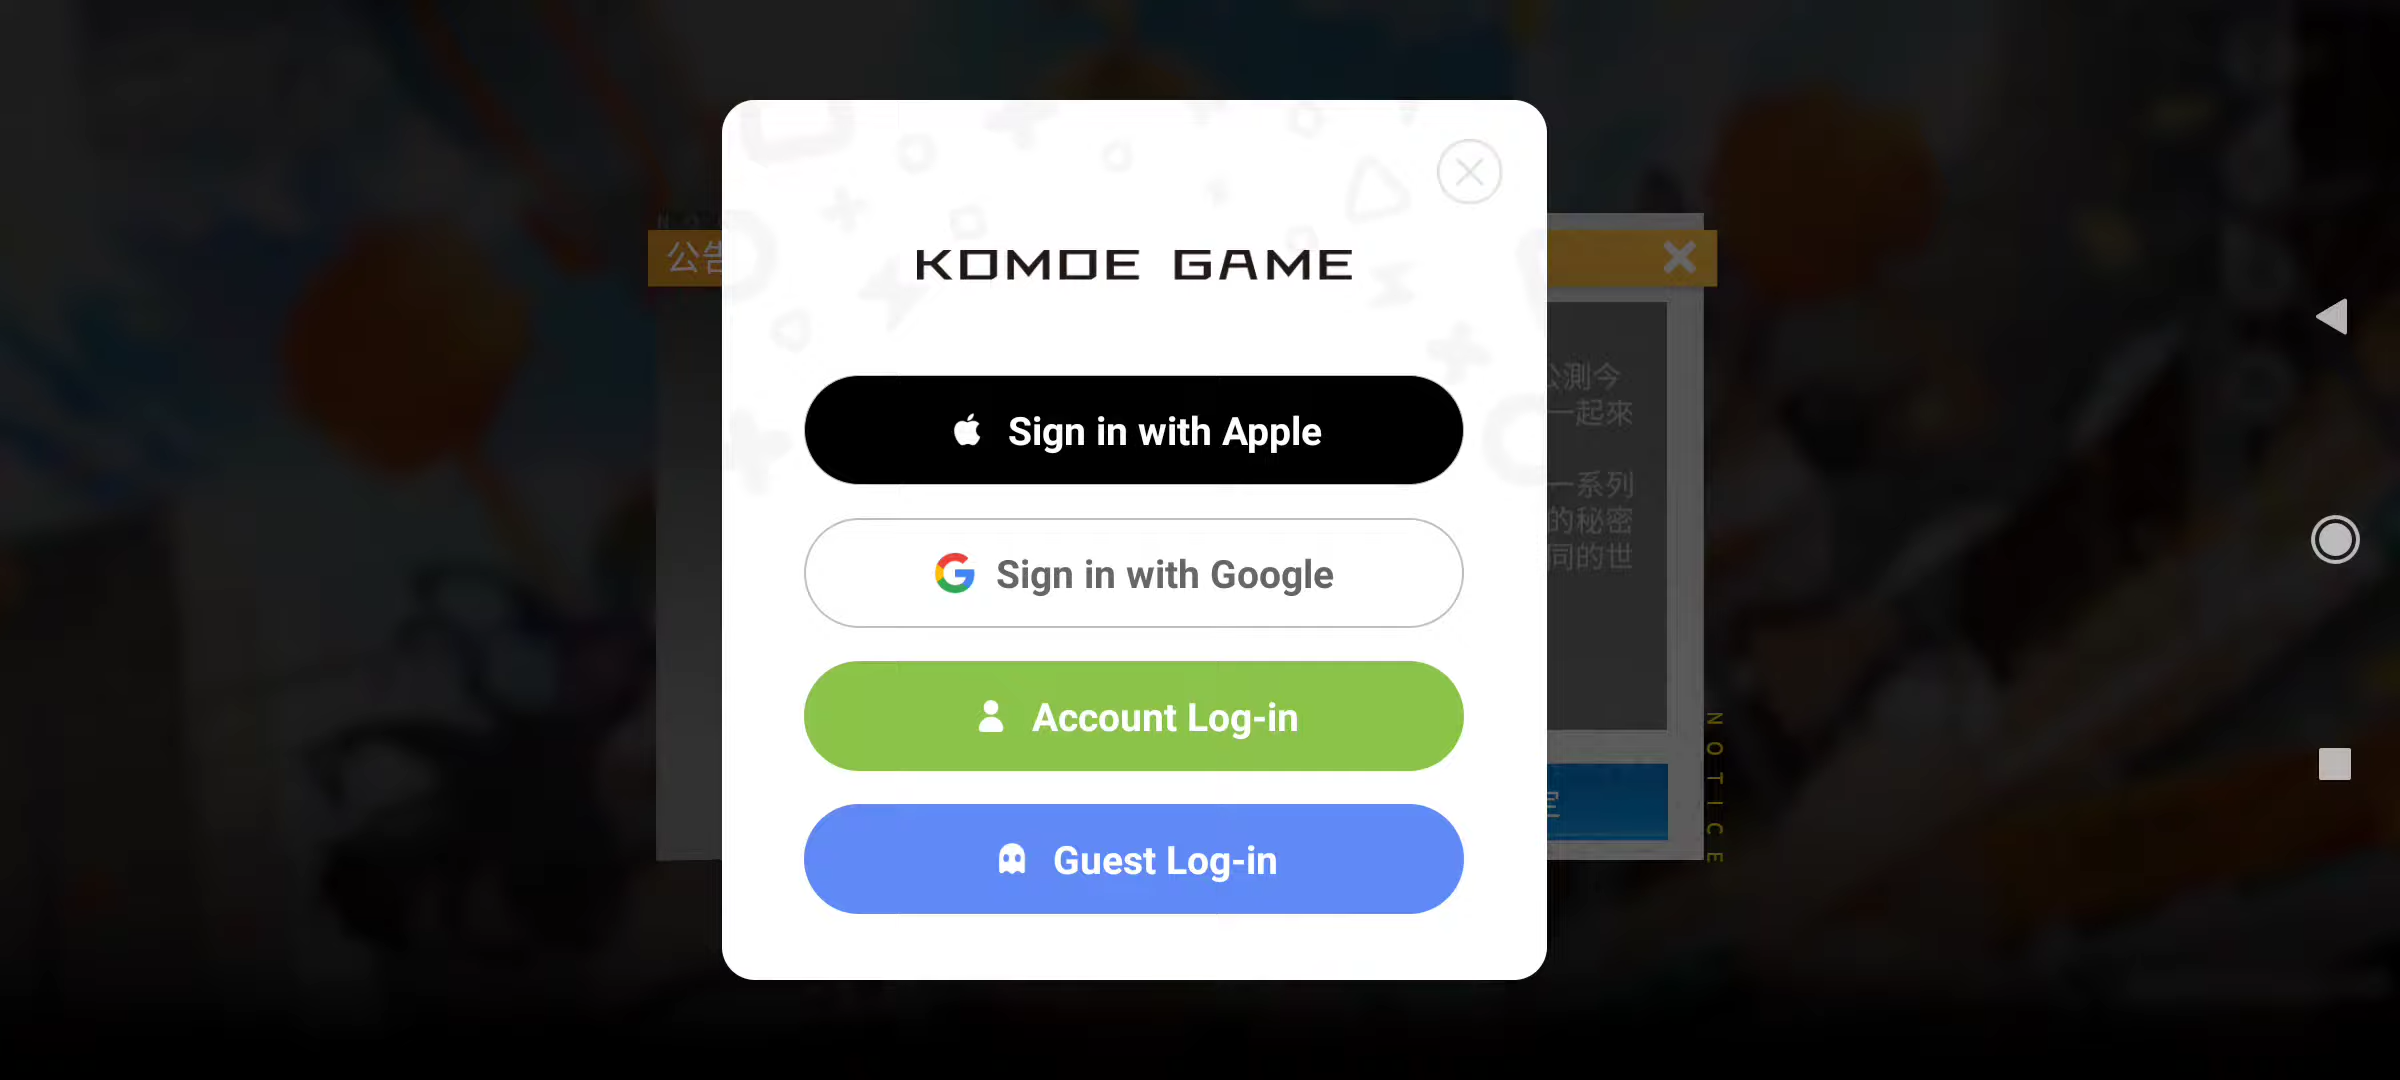 KOMOE GAME
Sign in with Apple
Sign in with Google
Account Log-in
Guest Log-in
公告
測今
一起來
一系列
的秘密
同的世
NOTICE